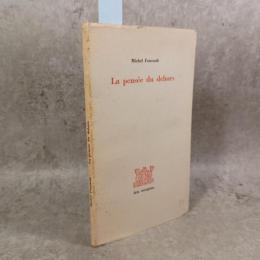 Michel Foucault
La pensée du dehors
fata morgana